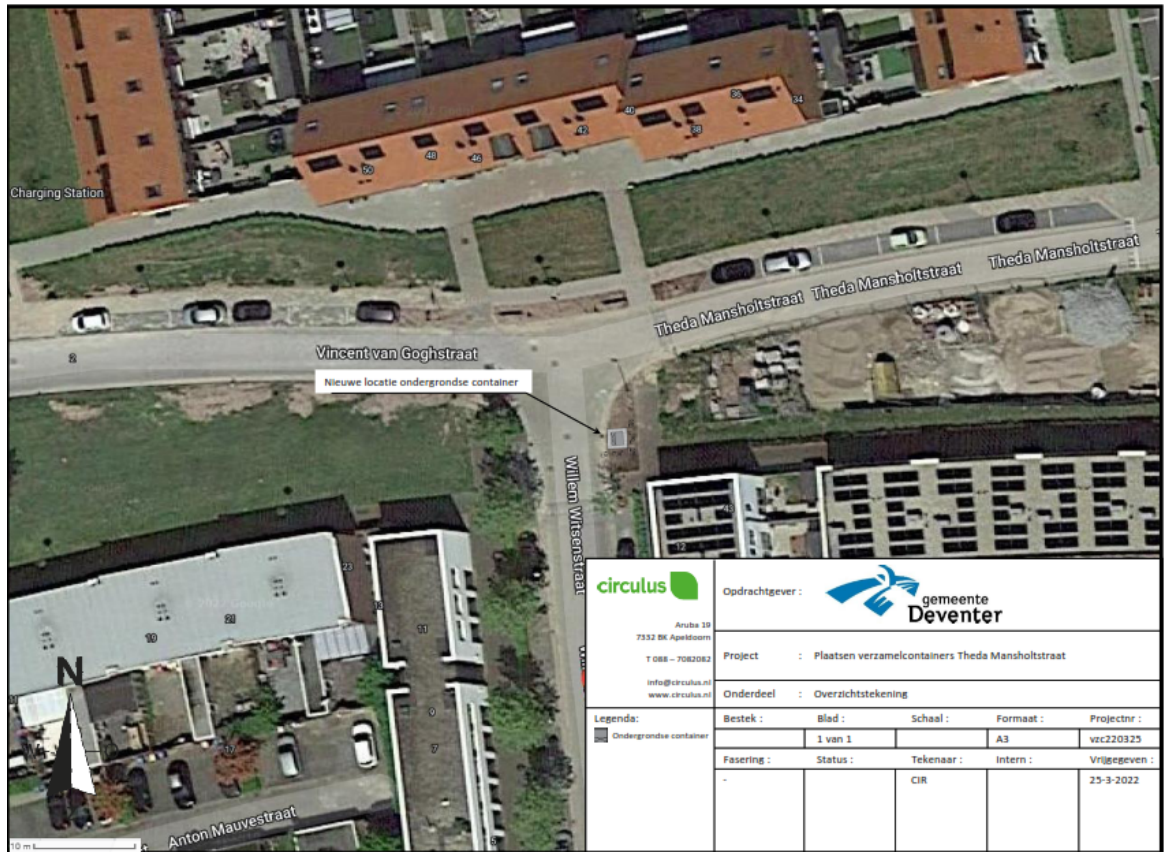 50
48
46
42
40
38
36
34
Charging Station
Theda Mansholtstraat
Theda Mansholtstraat
Theda Mansholtstraat
2
Vincent van Goghstraat
Nieuwe locatie ondergrondse container
Willem Witsenstraat
43
12
23
13
11
21
19
9
7
17
5
N
Anton Mauvestraat
10 m
circulus
Aruba 19
7332 BK Apeldoorn
T 088 – 7082082
info@circulus.nl
www.circulus.nl
Legenda:
Ondergrondse container
Opdrachtgever :
gemeente
Deventer
Project : Plaatsen verzamelcontainers Theda Mansholtstraat
Onderdeel : Overzichtstekening
Bestek : Blad : Schaal : Formaat : Projectnr :
1 van 1 A3 vzc220325
Fasering : Status : Tekenaar : Intern : Vrijgegeven :
- CIR 25-3-2022